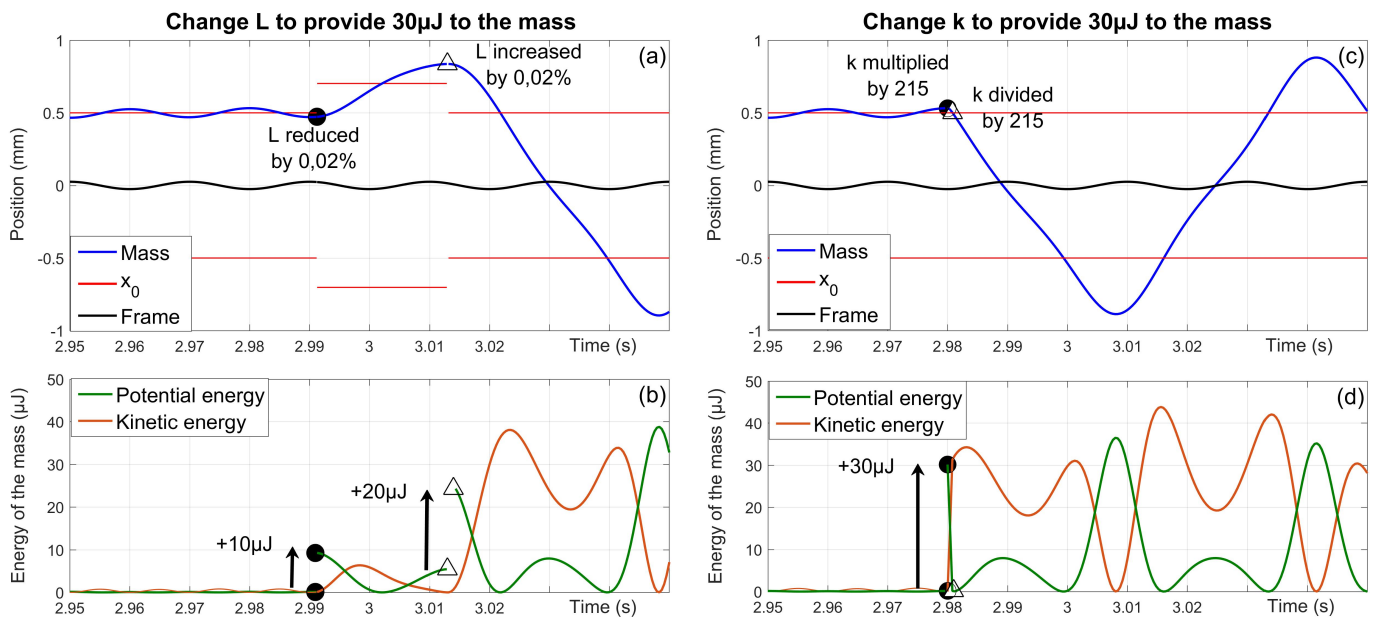 Change L to provide 30µJ to the mass
(a)
Position (mm)
1
0.5
0
-0.5
-1
L increased
by 0,02%
L reduced
by 0,02%
Mass
x0
Frame
2.95 2.96 2.97 2.98 2.99 3 3.01 3.02 Time (s)
Change k to provide 30µJ to the mass
(c)
Position (mm)
1
0.5
0
-0.5
-1
k multiplied
by 215
k divided
by 215
Mass
x0
Frame
2.95 2.96 2.97 2.98 2.99 3 3.01 3.02 Time (s)
(b)
Energy of the mass (µJ)
50
40
30
20
10
0
Potential energy
Kinetic energy
+10µJ
+20µJ
2.95 2.96 2.97 2.98 2.99 3 3.01 3.02 Time (s)
(d)
Energy of the mass (µJ)
50
40
30
20
10
0
Potential energy
Kinetic energy
+30µJ
2.95 2.96 2.97 2.98 2.99 3 3.01 3.02 Time (s)